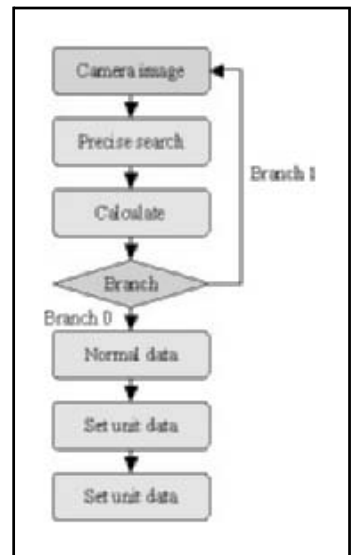 Camera image
Precise search
Calculate
Branch 1
Branch
Branch 0
Normal data
Set unit data
Set unit data